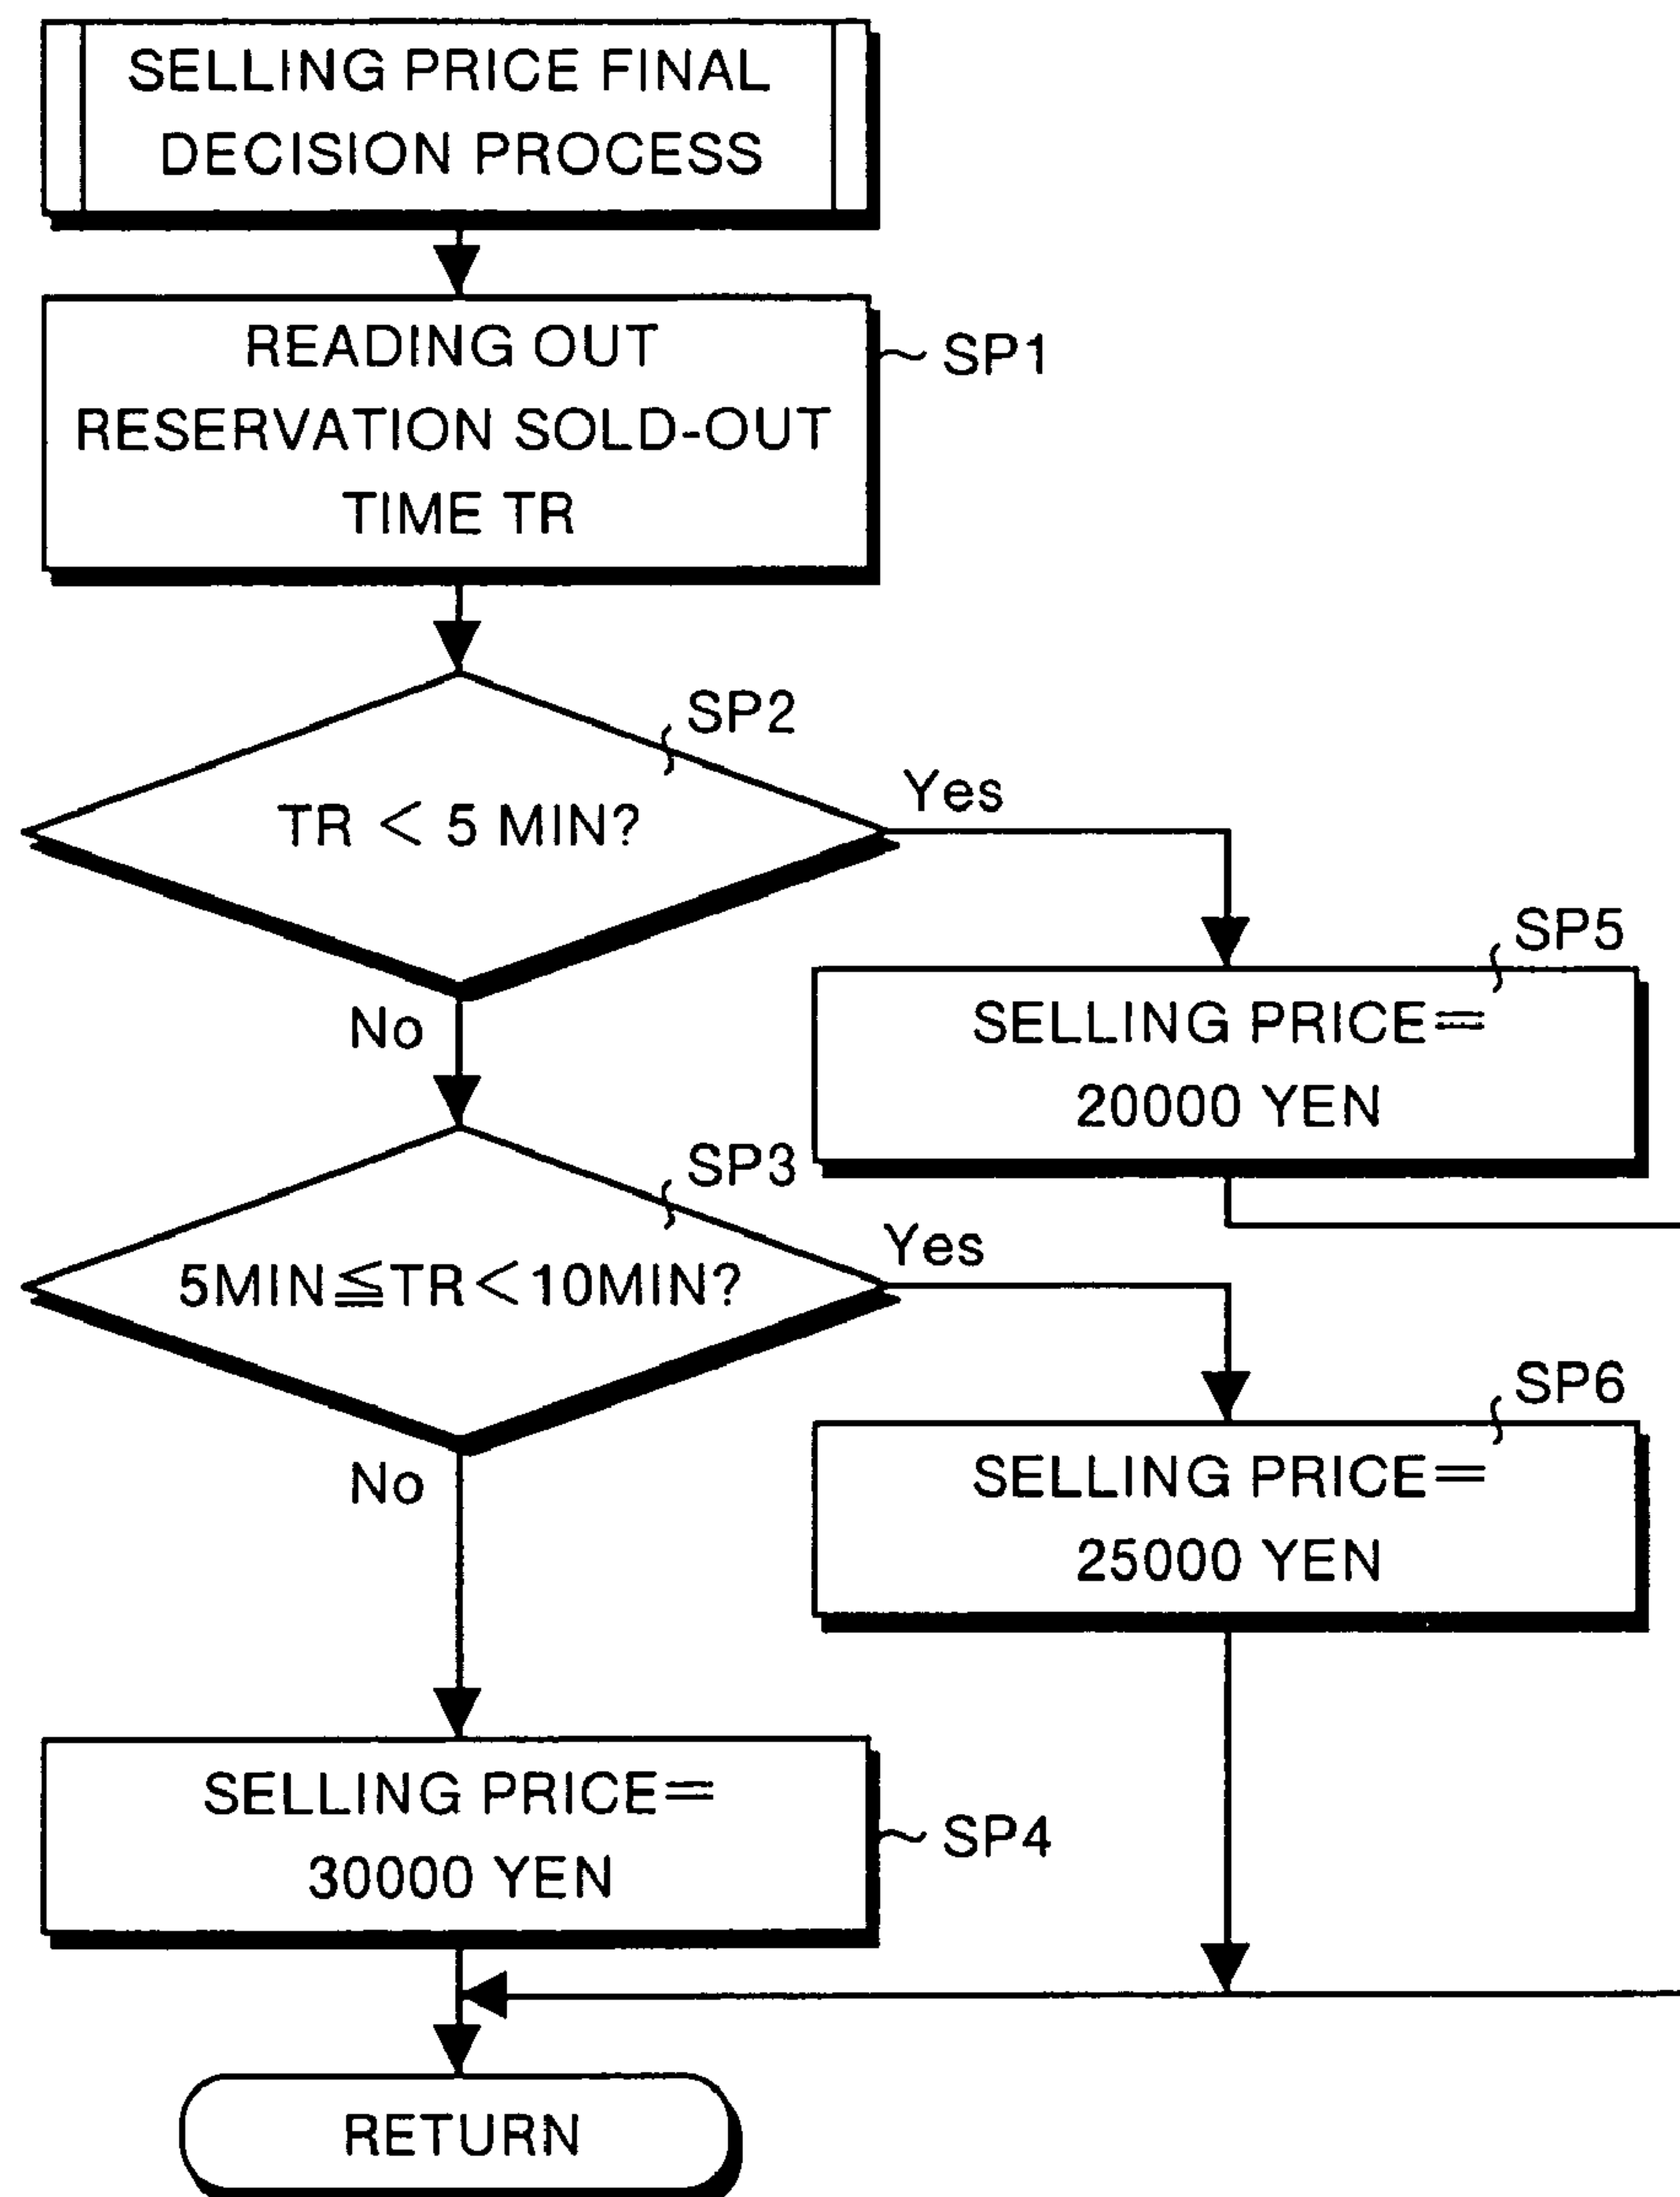 SELLING PRICE FINAL
DECISION PROCESS
READING OUT
RESERVATION SOLD-OUT
TIME TR
SP1
SP2
TR < 5 MIN?
Yes
No
SP5
SELLING PRICE=
20000 YEN
SP3
5MIN≦TR<10MIN?
Yes
No
SP6
SELLING PRICE=
25000 YEN
SELLING PRICE=
30000 YEN
SP4
RETURN